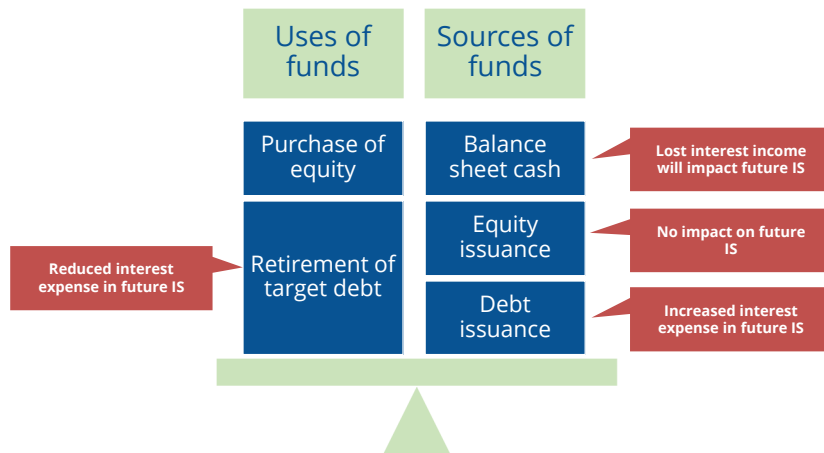 Uses of
funds
Sources of
funds
Purchase of
equity
Balance
sheet cash
Lost interest income
will impact future IS
Equity
issuance
No impact on future
IS
Reduced interest
expense in future IS
Retirement of
target debt
Debt
issuance
Increased interest
expense in future IS